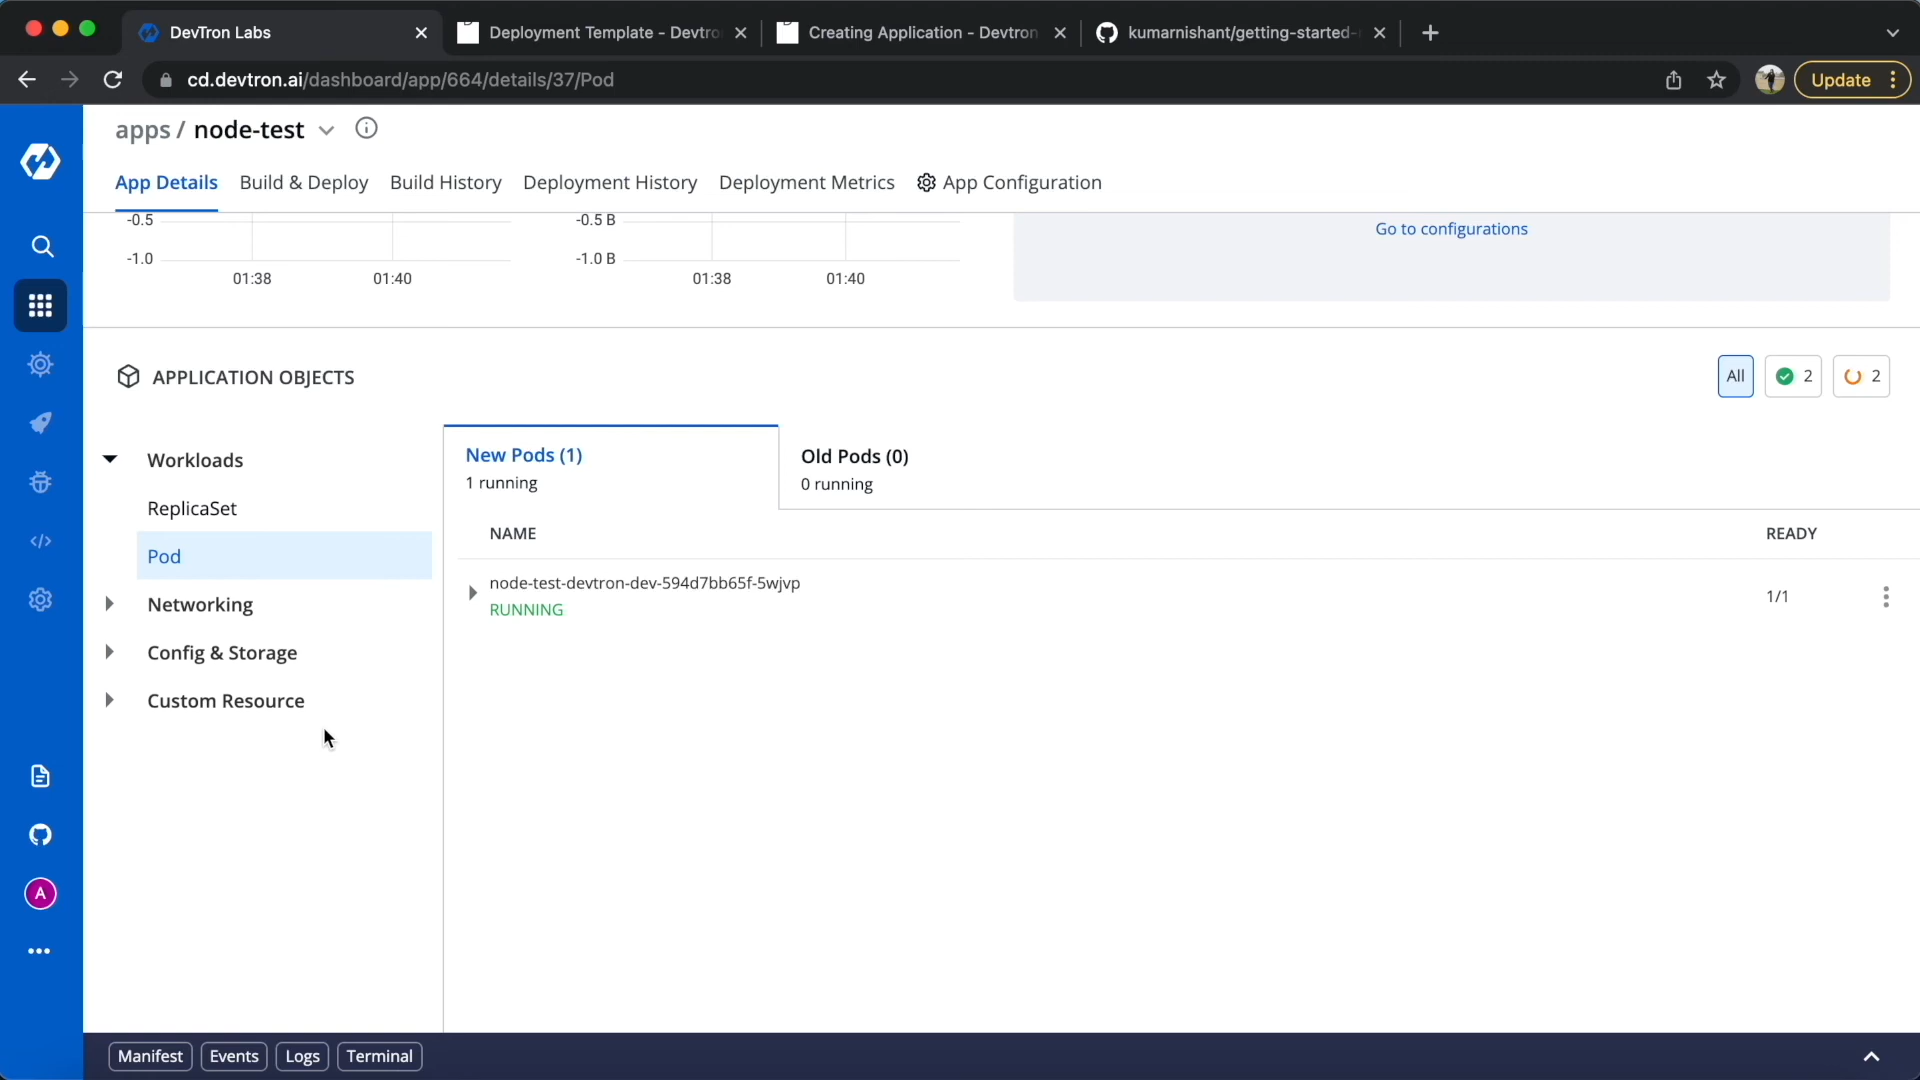 DevTron Labs
Deployment Template - Devtro
Creating Application - Devtron
kumarnishant/getting-started-
cd.devtron.ai/dashboard/app/664/details/37/Pod
Update
apps / node-test
App Details
Build & Deploy
Build History
Deployment History
Deployment Metrics
App Configuration
-0.5
-1.0
01:38
01:40
-0.5 B
-1.0 B
01:38
01:40
Go to configurations
APPLICATION OBJECTS
All
2
2
Workloads
ReplicaSet
Pod
Networking
Config & Storage
Custom Resource
New Pods (1)
1 running
Old Pods (0)
0 running
NAME
READY
node-test-devtron-dev-594d7bb65f-5wjvp
RUNNING
1/1
A
Manifest
Events
Logs
Terminal